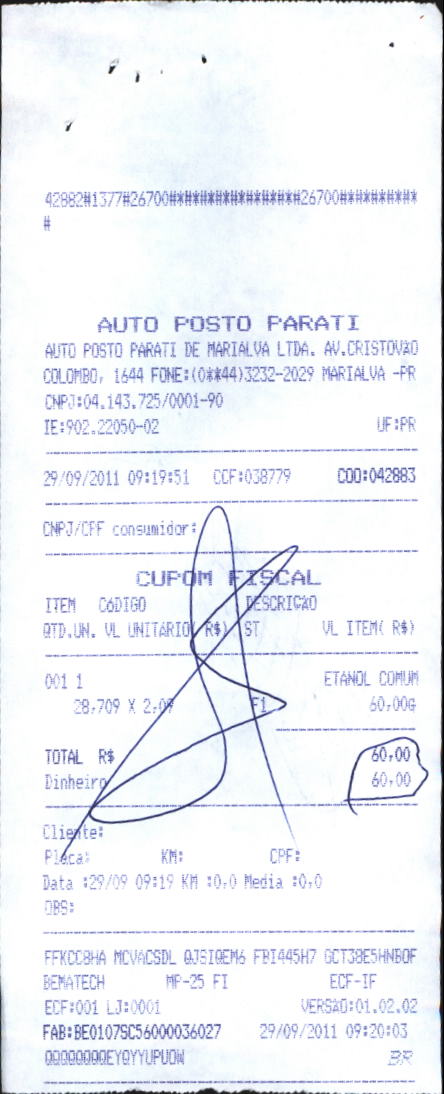 42882#1377#26700#*#*#*#*#*#*#*#*#*#26700#*#*#*#*#*
#
AUTO POSTO PARATI
AUTO POSTO PARATI DE MARIALVA LTDA. AV.CRISTOVAO
COLOMBO, 1644 FONE:(0**44)3232-2029 MARIALVA -PR
CNPJ:04.143.725/0001-90
IE:902.22050-02 UF:PR
29/09/2011 09:19:51 CCF:038779 COO:042883
CNPJ/CPF consumidor:
CUPOM FISCAL
ITEM CÓDIGO DESCRIÇÃO
QTD.UN. VL UNITÁRIO( R$) ST VL ITEM( R$)
001 1 ETANOL COMUM
28,709 X 2,09 F1 60,00G
TOTAL R$ 60,00
Dinheiro 60,00
Cliente:
Placa: KM: CPF:
Data :29/09 09:19 KM :0,0 Media :0,0
OBS:
FFKCC8HA MCVACSDL QJSIQEM6 FBI445H7 GCT38E5HNBOF
BEMATECH MP-25 FI ECF-IF
ECF:001 LJ:0001 VERSÃO:01.02.02
FAB:BE0107SC56000036027 29/09/2011 09:20:03
QQQQQQQQEYQYYUPUOW BR